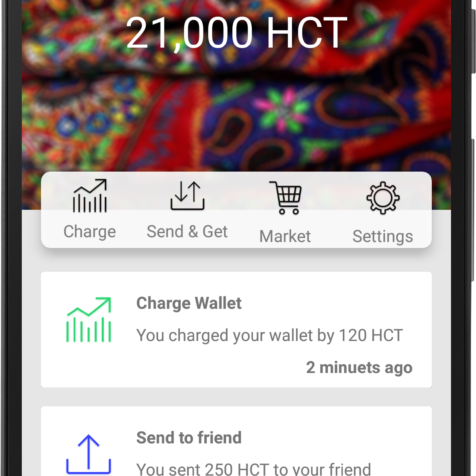 21,000 HCT
Charge
Send & Get
Market
Settings
Charge Wallet
You charged your wallet by 120 HCT
2 minuets ago
Send to friend
You sent 250 HCT to your friend